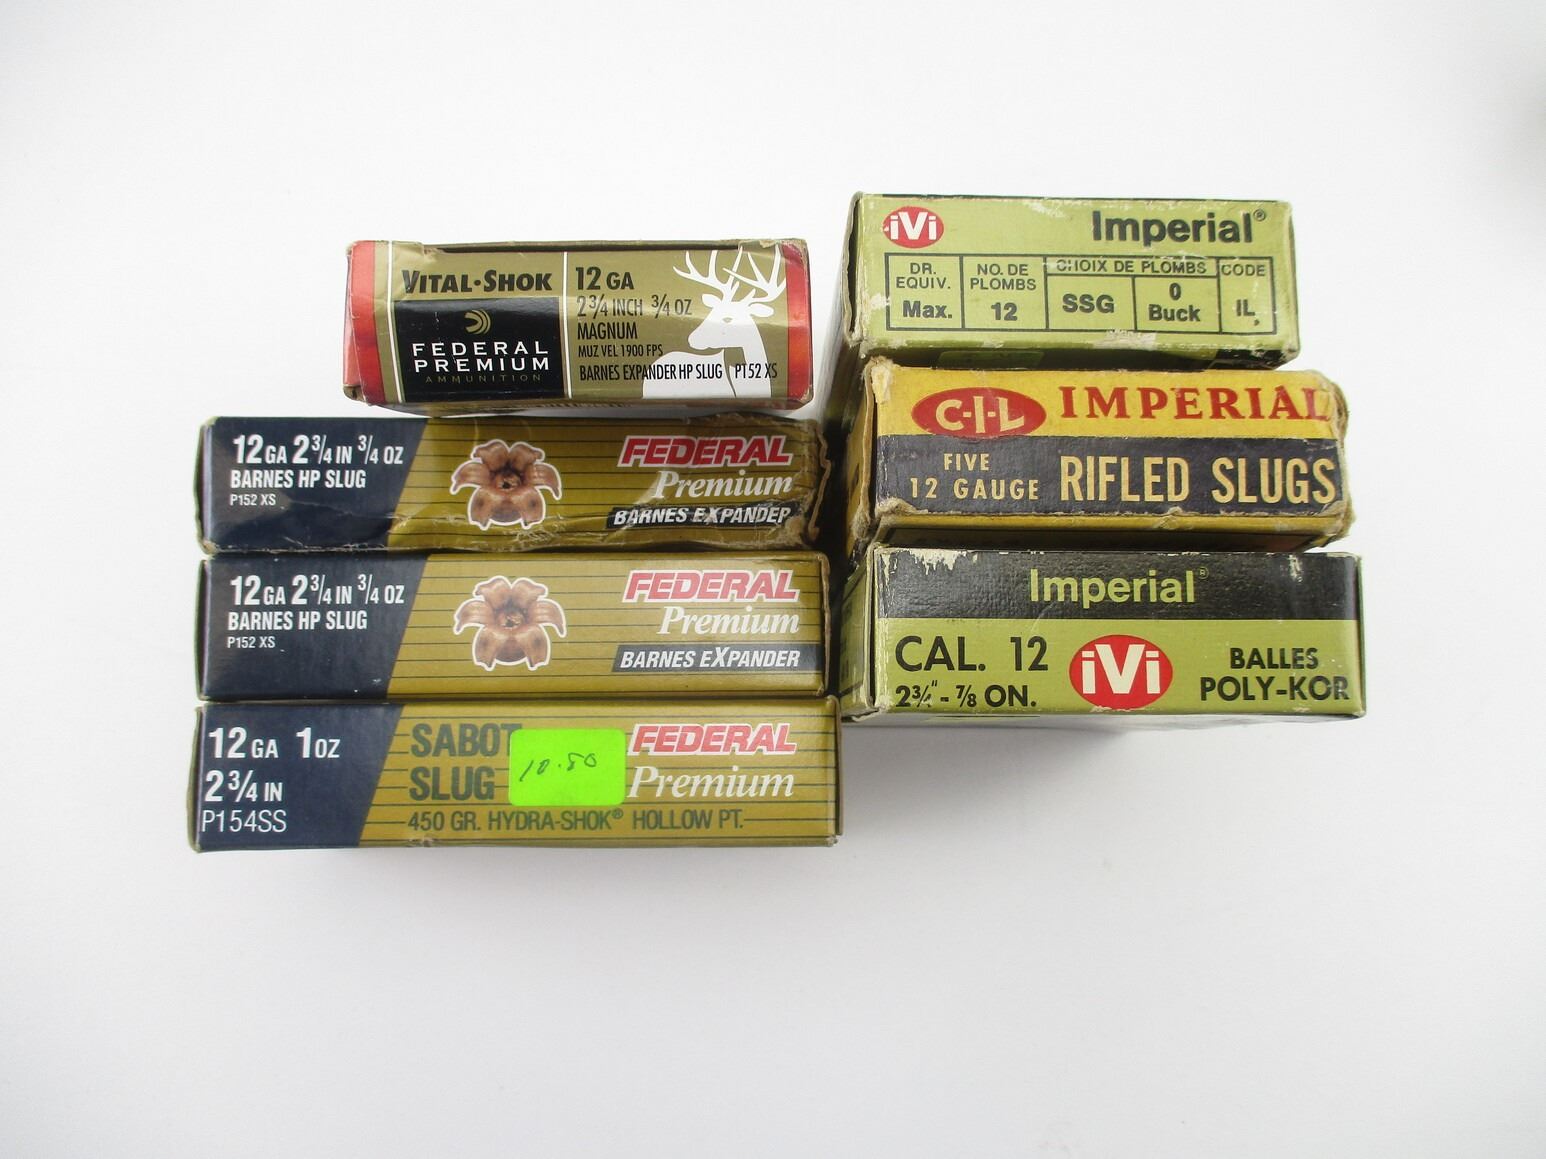 VITAL·SHOK
FEDERAL
PREMIUM
AMMUNITION
12 GA
2 3/4 INCH 3/4 OZ
MAGNUM
MUZ VEL 1900 FPS
BARNES EXPANDER HP SLUG P152 XS
12 GA 2 3/4 IN 3/4 OZ
BARNES HP SLUG
P152 XS
FEDERAL
Premium
BARNES EXPANDER
12 GA 2 3/4 IN 3/4 OZ
BARNES HP SLUG
P152 XS
FEDERAL
Premium
BARNES EXPANDER
12 GA 1 OZ
2 3/4 IN
P154SS
SABOT
SLUG
10.50
FEDERAL
Premium
450 GR. HYDRA-SHOK® HOLLOW PT.
iVi
Imperial®
DR.
EQUIV.
Max.
NO. DE
PLOMBS
12
CHOIX DE PLOMBS
SSG
0
Buck
CODE
IL,
C-I-L IMPERIAL
FIVE
12 GAUGE
RIFLED SLUGS
Imperial®
CAL. 12
2 3/4" - 7/8 ON.
iVi
BALLES
POLY-KOR